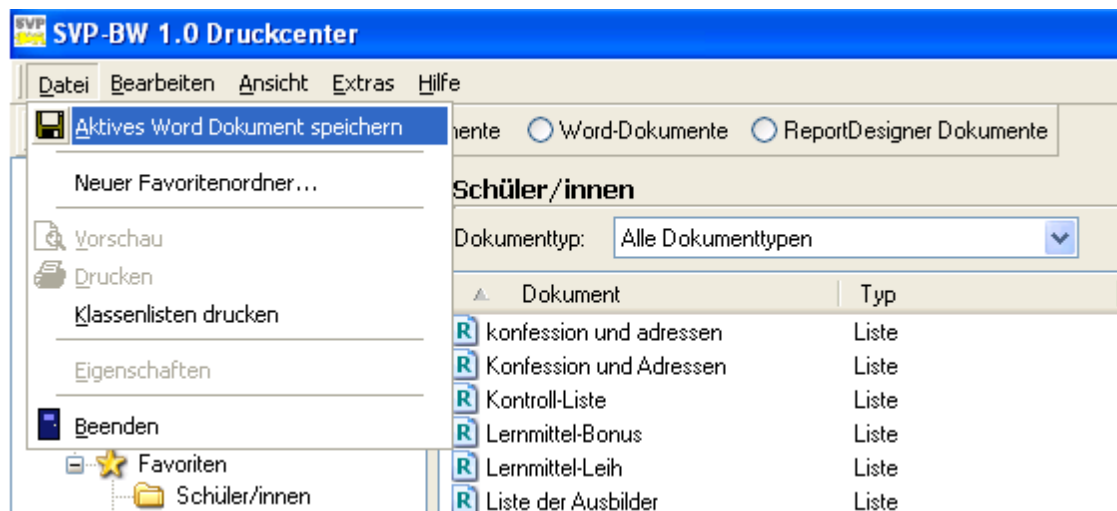 SVP SVP-BW 1.0 Druckcenter
Datei Bearbeiten Ansicht Extras Hilfe
Aktives Word Dokument speichern
Neuer Favoritenordner...
Vorschau
Drucken
Klassenlisten drucken
Eigenschaften
Beenden
Favoriten
Schüler/innen
mente Word-Dokumente ReportDesigner Dokumente
Schüler/innen
Dokumenttyp: Alle Dokumenttypen
Dokument Typ
R konfession und adressen Liste
R Konfession und Adressen Liste
R Kontroll-Liste Liste
R Lernmittel-Bonus Liste
R Lernmittel-Leih Liste
R Liste der Ausbilder Liste